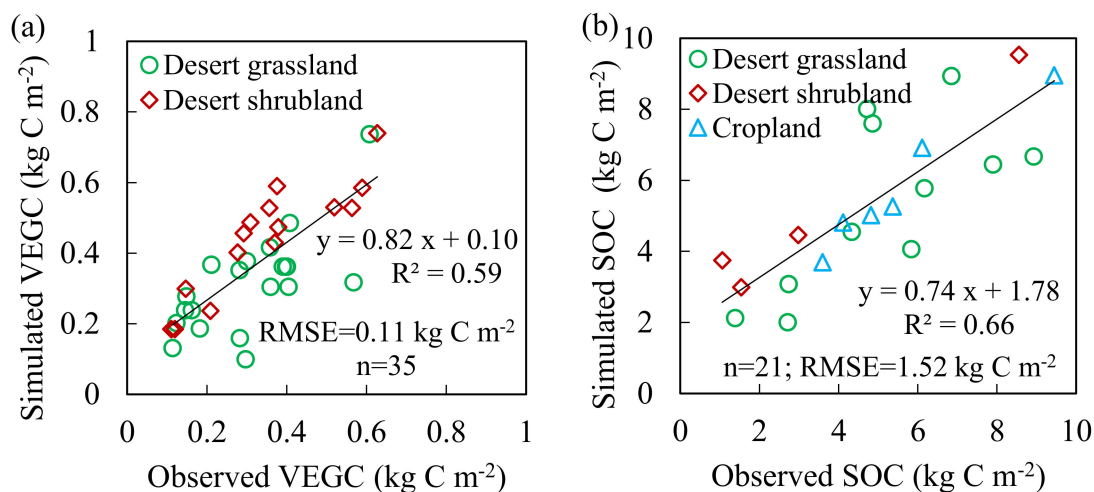 (a)
Simulated VEGC (kg C m⁻²)
1
0.8
0.6
0.4
0.2
0
Desert grassland
Desert shrubland
y = 0.82 x + 0.10
R² = 0.59
RMSE=0.11 kg C m⁻²
n=35
0 0.2 0.4 0.6 0.8 1
Observed VEGC (kg C m⁻²)
(b)
Simulated SOC (kg C m⁻²)
10
8
6
4
2
0
Desert grassland
Desert shrubland
Cropland
y = 0.74 x + 1.78
R² = 0.66
n=21; RMSE=1.52 kg C m⁻²
0 2 4 6 8 10
Observed SOC (kg C m⁻²)